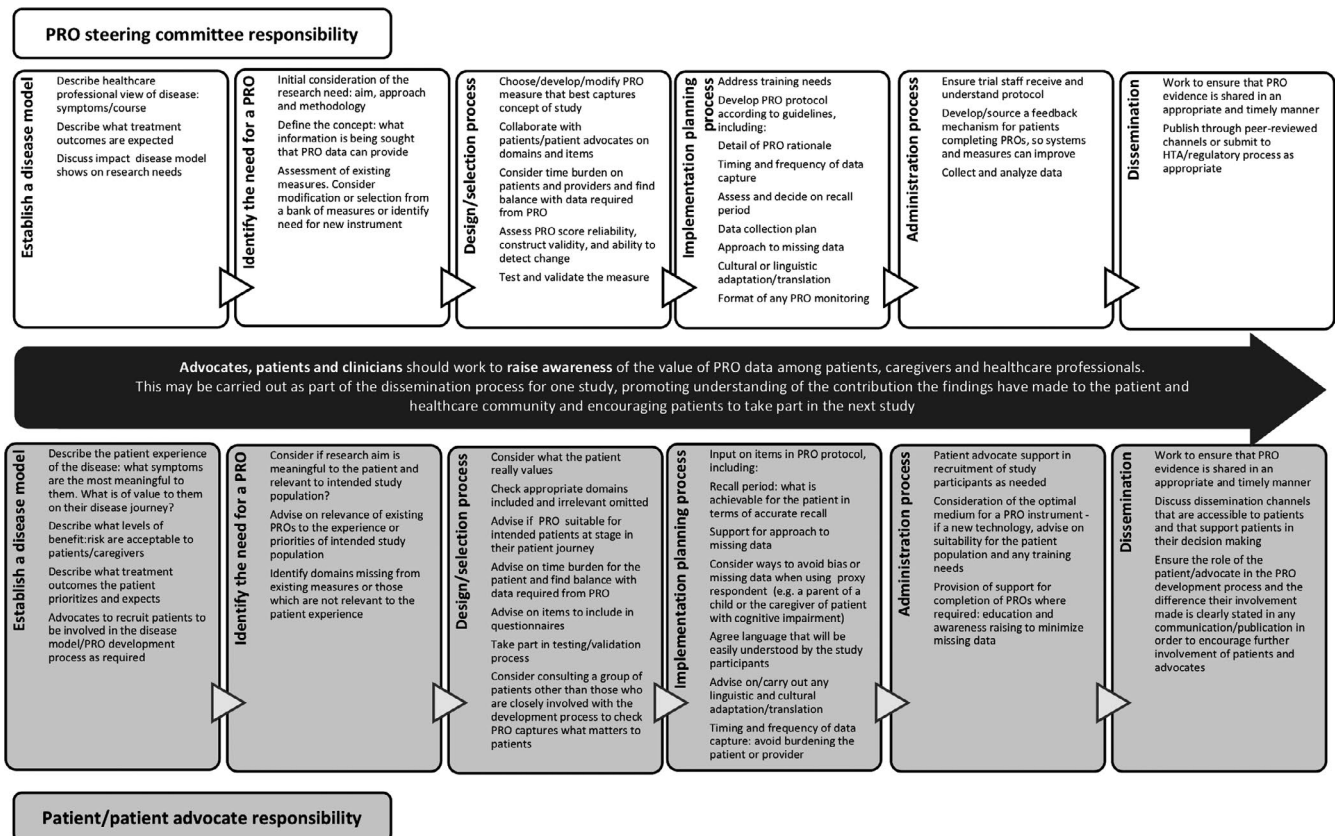 PRO steering committee responsibility
Establish a disease model
Describe healthcare
professional view of disease:
symptoms/course
Describe what treatment
outcomes are expected
Discuss impact disease model
shows on research needs
Identify the need for a PRO
Initial consideration of the
research need: aim, approach
and methodology
Define the concept: what
information is being sought
that PRO data can provide
Assessment of existing
measures. Consider
modification or selection from
a bank of measures or identify
need for new instrument
Design/selection process
Choose/develop/modify PRO
measure that best captures
concept of study
Collaborate with
patients/patient advocates on
domains and items
Consider time burden on
patients and providers and find
balance with data required
from PRO
Assess PRO score reliability,
construct validity, and ability to
detect change
Test and validate the measure
Implementation planning
process
Address training needs
Develop PRO protocol
according to guidelines,
including:
Detail of PRO rationale
Timing and frequency of data
capture
Assess and decide on recall
period
Data collection plan
Approach to missing data
Cultural or linguistic
adaptation/translation
Format of any PRO monitoring
Administration process
Ensure trial staff receive and
understand protocol
Develop/source a feedback
mechanism for patients
completing PROs, so systems
and measures can improve
Collect and analyze data
Dissemination
Work to ensure that PRO
evidence is shared in an
appropriate and timely manner
Publish through peer-reviewed
channels or submit to
HTA/regulatory process as
appropriate
Advocates, patients and clinicians should work to raise awareness of the value of PRO data among patients, caregivers and healthcare professionals.
This may be carried out as part of the dissemination process for one study, promoting understanding of the contribution the findings have made to the patient and
healthcare community and encouraging patients to take part in the next study
Establish a disease model
Describe the patient experience
of the disease: what symptoms
are the most meaningful to
them. What is of value to them
on their disease journey?
Describe what levels of
benefit:risk are acceptable to
patients/caregivers
Describe what treatment
outcomes the patient
prioritizes and expects
Advocates to recruit patients to
be involved in the disease
model/PRO development
process as required
Identify the need for a PRO
Consider if research aim is
meaningful to the patient and
relevant to intended study
population?
Advise on relevance of existing
PROs to the experience or
priorities of intended study
population
Identify domains missing from
existing measures or those
which are not relevant to the
patient experience
Design/selection process
Consider what the patient
really values
Check appropriate domains
included and irrelevant omitted
Advise if PRO suitable for
intended patients at stage in
their patient journey
Advise on time burden for the
patient and find balance with
data required from PRO
Advise on items to include in
questionnaires
Take part in testing/validation
process
Consider consulting a group of
patients other than those who
are closely involved with the
development process to check
PRO captures what matters to
patients
Implementation planning process
Input on items in PRO protocol,
including:
Recall period: what is
achievable for the patient in
terms of accurate recall
Support for approach to
missing data
Consider ways to avoid bias or
missing data when using proxy
respondent (e.g. a parent of a
child or the caregiver of patient
with cognitive impairment)
Agree language that will be
easily understood by the study
participants
Advise on/carry out any
linguistic and cultural
adaptation/translation
Timing and frequency of data
capture: avoid burdening the
patient or provider
Administration process
Patient advocate support in
recruitment of study
participants as needed
Consideration of the optimal
medium for a PRO instrument -
if a new technology, advise on
suitability for the patient
population and any training
needs
Provision of support for
completion of PROs where
required: education and
awareness raising to minimize
missing data
Dissemination
Work to ensure that PRO
evidence is shared in an
appropriate and timely manner
Discuss dissemination channels
that are accessible to patients
and that support patients in
their decision making
Ensure the role of the
patient/advocate in the PRO
development process and the
difference their involvement
made is clearly stated in any
communication/publication in
order to encourage further
involvement of patients and
advocates
Patient/patient advocate responsibility